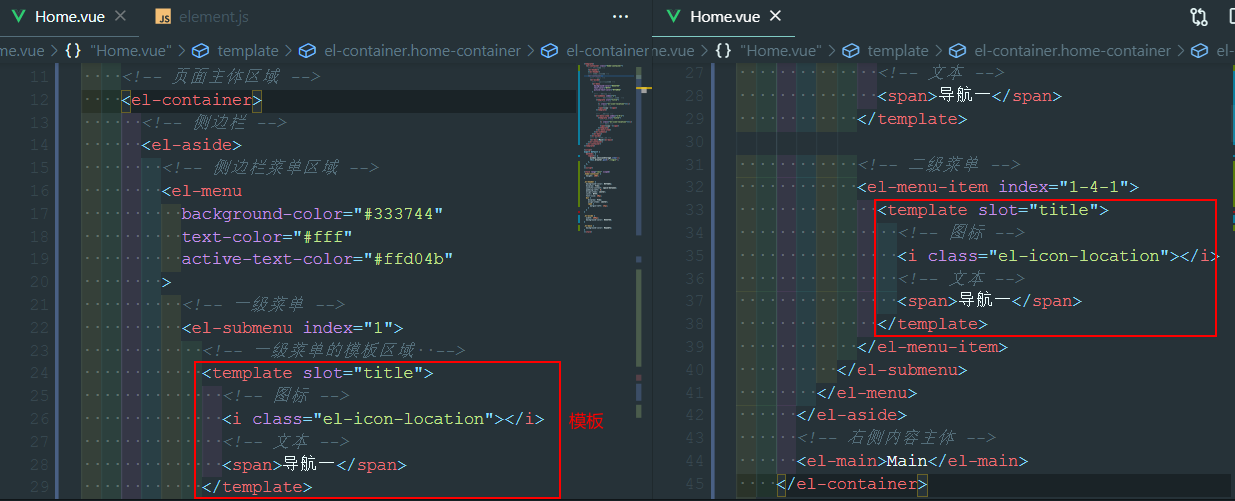 Home.vue
JS element.js
...
me.vue > {} "Home.vue" > template > el-container.home-container > el-container
11 <!-- 页面主体区域 -->
12 <el-container>
13 <!-- 侧边栏 -->
14 <el-aside>
15 <!-- 侧边栏菜单区域 -->
16 <el-menu
17 background-color="#333744"
18 text-color="#fff"
19 active-text-color="#ffd04b"
20 >
21 <!-- 一级菜单 -->
22 <el-submenu index="1">
23 <!-- 一级菜单的模板区域 -->
24 <template slot="title">
25 <!-- 图标 -->
26 <i class="el-icon-location"></i>
27 <!-- 文本 -->
28 <span>导航一</span>
29 </template>
模板
Home.vue
me.vue > {} "Home.vue" > template > el-container.home-container > el-
27 <!-- 文本 -->
28 <span>导航一</span>
29 </template>
30
31 <!-- 二级菜单 -->
32 <el-menu-item index="1-4-1">
33 <template slot="title">
34 <!-- 图标 -->
35 <i class="el-icon-location"></i>
36 <!-- 文本 -->
37 <span>导航一</span>
38 </template>
39 </el-menu-item>
40 </el-submenu>
41 </el-menu>
42 </el-aside>
43 <!-- 右侧内容主体 -->
44 <el-main>Main</el-main>
45 </el-container>